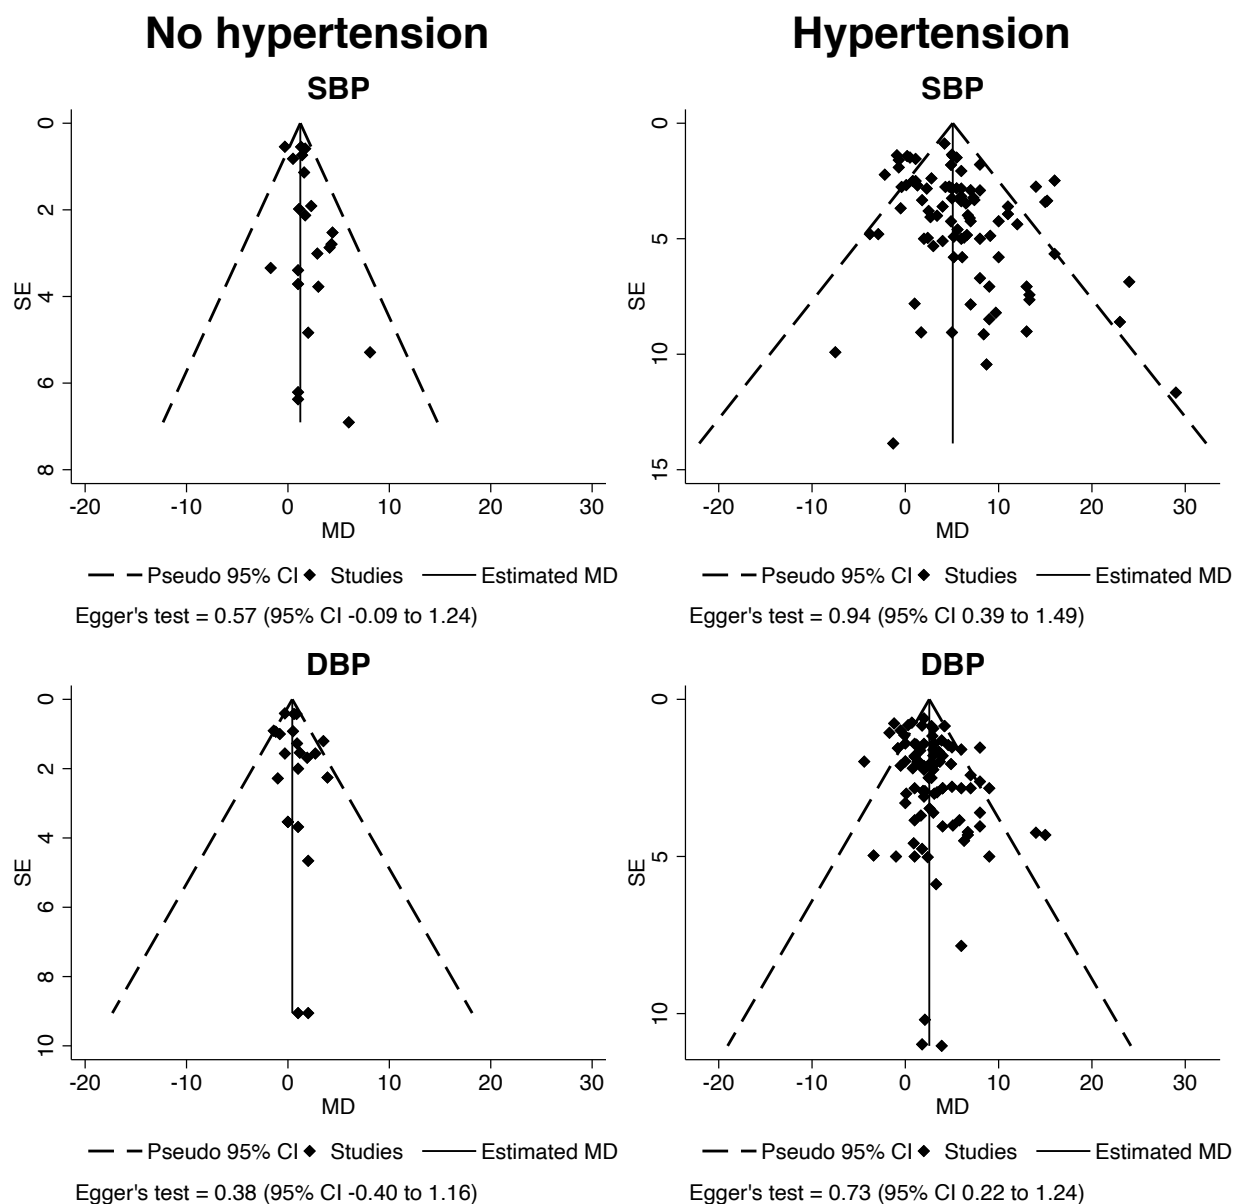 No hypertension
Hypertension
SBP
0
2
4
6
8
SE
-20 -10 0 10 20 30
MD
Pseudo 95% CI Studies Estimated MD
Egger's test = 0.57 (95% CI -0.09 to 1.24)
SBP
0
5
10
15
SE
-20 -10 0 10 20 30
MD
Pseudo 95% CI Studies Estimated MD
Egger's test = 0.94 (95% CI 0.39 to 1.49)
DBP
0
2
4
6
8
10
SE
-20 -10 0 10 20 30
MD
Pseudo 95% CI Studies Estimated MD
Egger's test = 0.38 (95% CI -0.40 to 1.16)
DBP
0
5
10
SE
-20 -10 0 10 20 30
MD
Pseudo 95% CI Studies Estimated MD
Egger's test = 0.73 (95% CI 0.22 to 1.24)